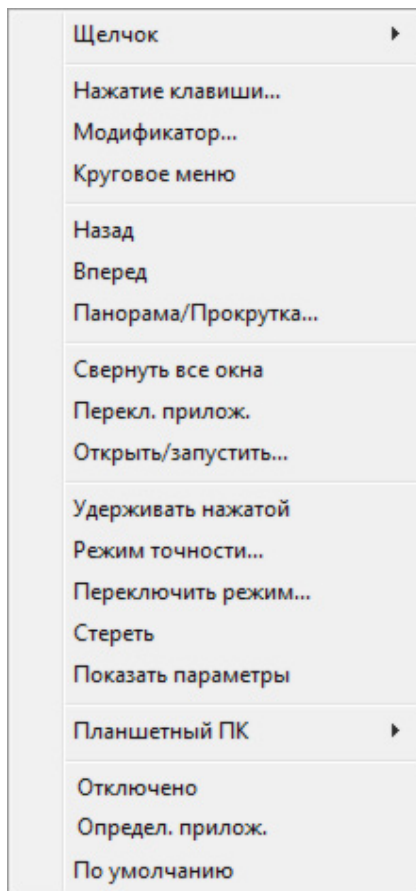 Щелчок
Нажатие клавиши...
Модификатор...
Круговое меню
Назад
Вперед
Панорама/Прокрутка...
Свернуть все окна
Перекл. прилож.
Открыть/запустить...
Удерживать нажатой
Режим точности...
Переключить режим...
Стереть
Показать параметры
Планшетный ПК
Отключено
Определ. прилож.
По умолчанию